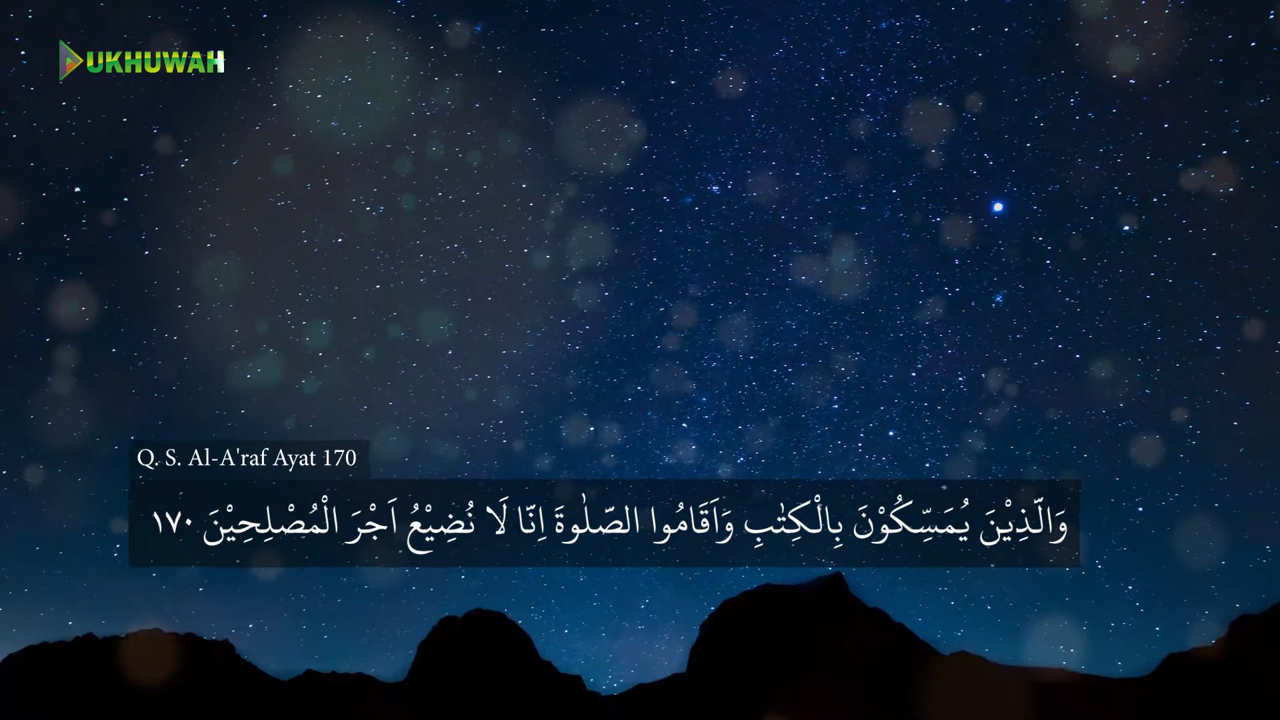 UKHUWAH
Q. S. Al-A'raf Ayat 170
وَالَّذِيْنَ يُمَسِّكُوْنَ بِالْكِتٰبِ وَاَقَامُوا الصَّلٰوةَ اِنَّا لَا نُضِيْعُ اَجْرَ الْمُصْلِحِيْنَ ١٧٠